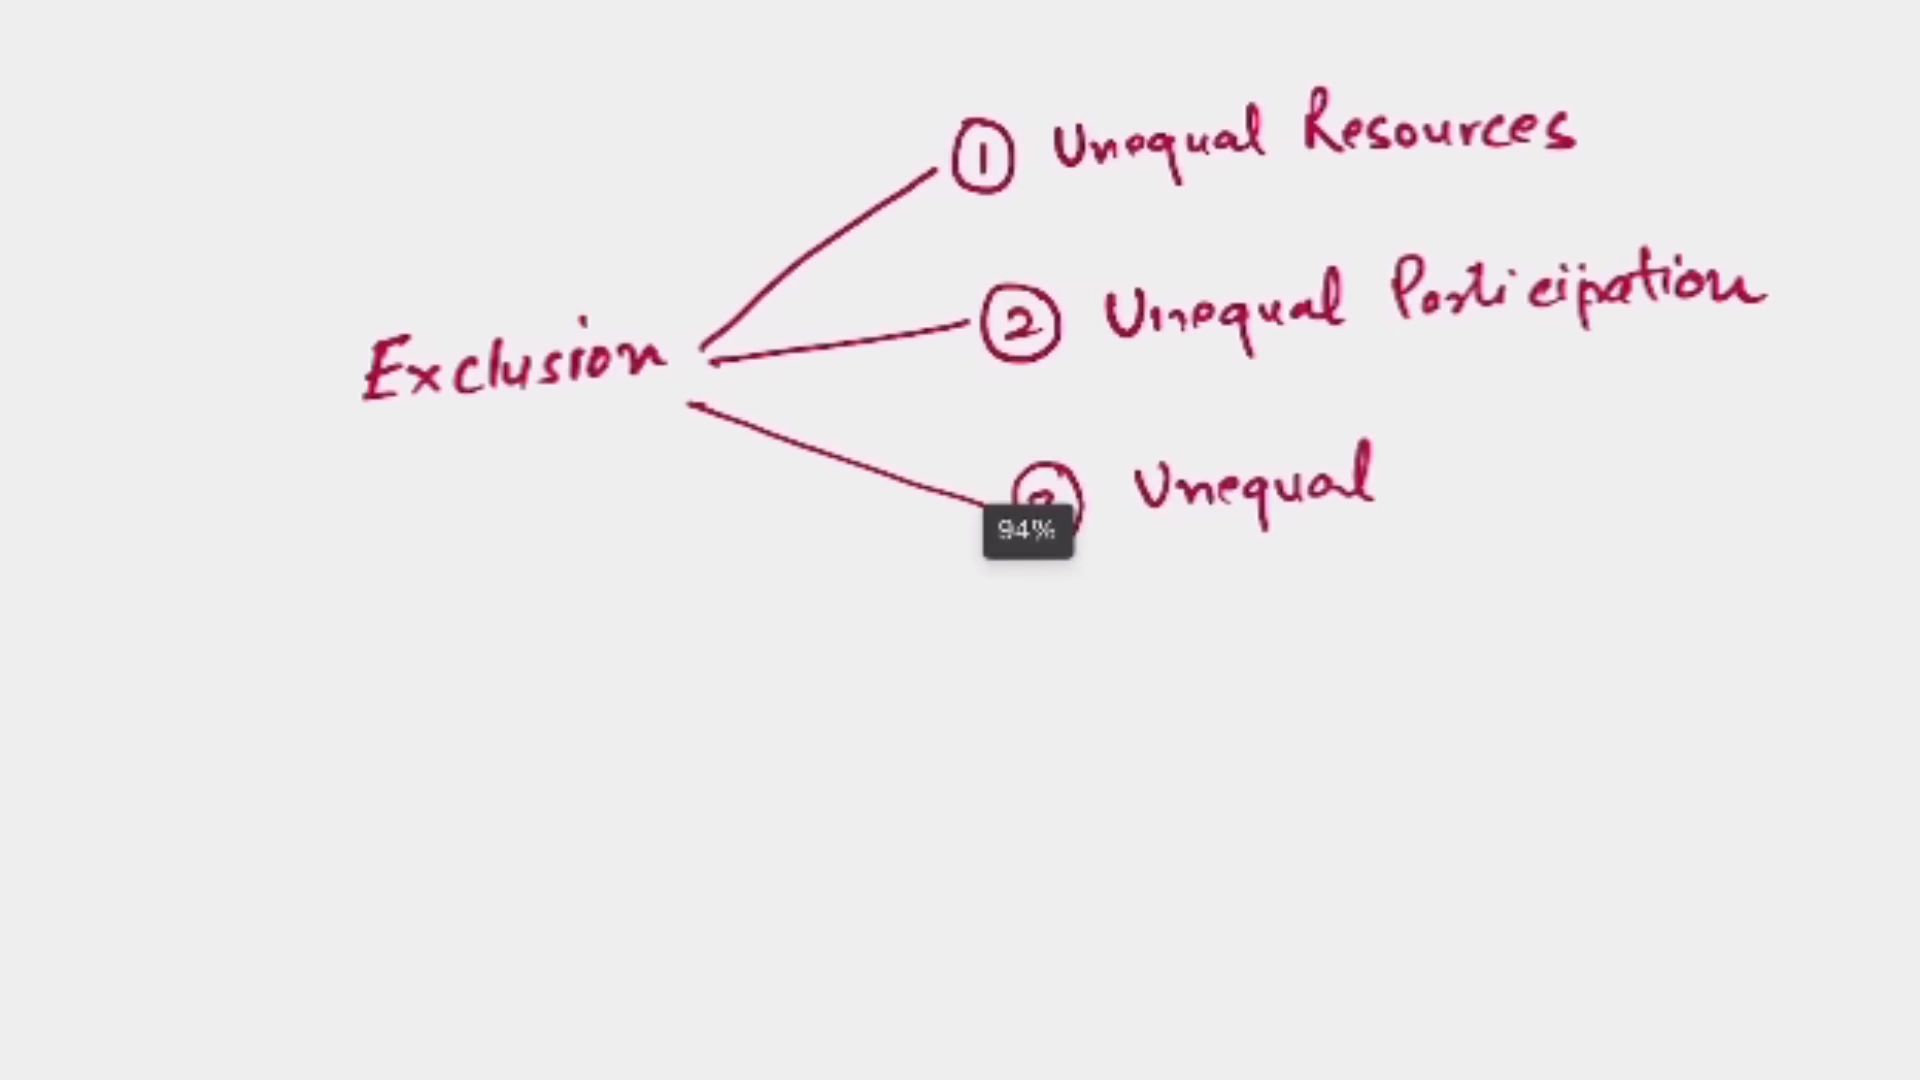 ① Unequal Resources
② Unequal Participation
Exclusion
Unequal
94%